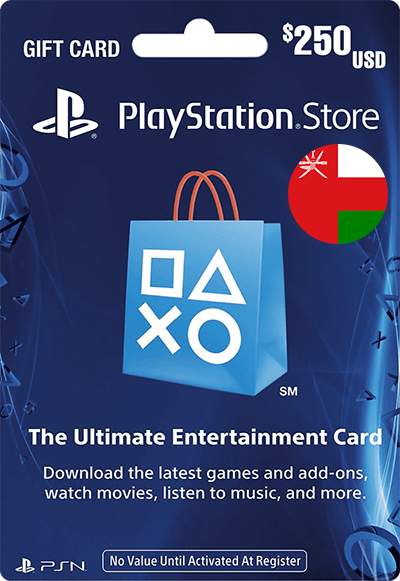 GIFT CARD
$250 USD
PlayStation®Store
SM
The Ultimate Entertainment Card
Download the latest games and add-ons,
watch movies, listen to music, and more.
PSN
No Value Until Activated At Register